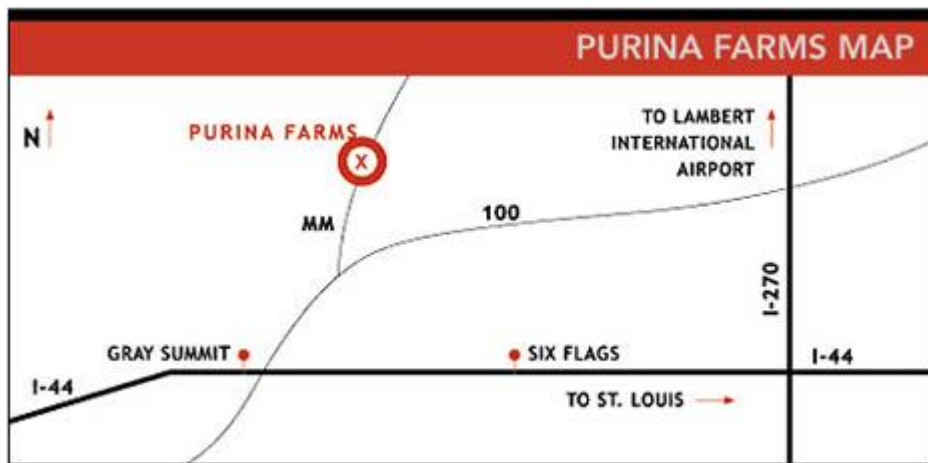 PURINA FARMS MAP
N
PURINA FARMS
X
TO LAMBERT
INTERNATIONAL
AIRPORT
MM
100
I-270
GRAY SUMMIT
SIX FLAGS
I-44
I-44
TO ST. LOUIS